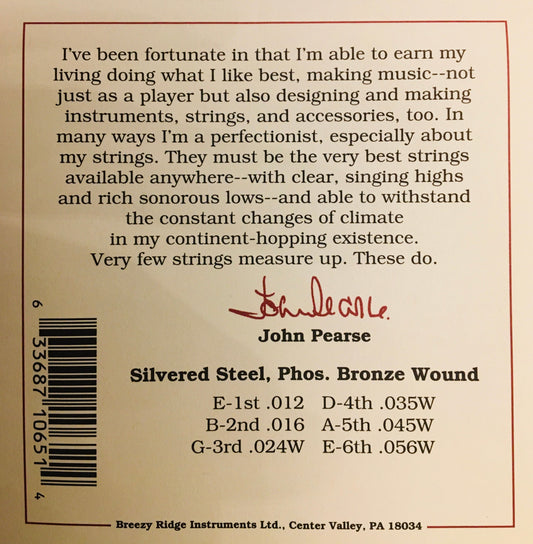 I've been fortunate in that I'm able to earn my
living doing what I like best, making music--not
just as a player but also designing and making
instruments, strings, and accessories, too. In
many ways I'm a perfectionist, especially about
my strings. They must be the very best strings
available anywhere--with clear, singing highs
and rich sonorous lows--and able to withstand
the constant changes of climate
in my continent-hopping existence.
Very few strings measure up. These do.
John Pearse
John Pearse
Silvered Steel, Phos. Bronze Wound
E-1st .012 D-4th .035W
B-2nd .016 A-5th .045W
G-3rd .024W E-6th .056W
6 33687 10651 4
Breezy Ridge Instruments Ltd., Center Valley, PA 18034